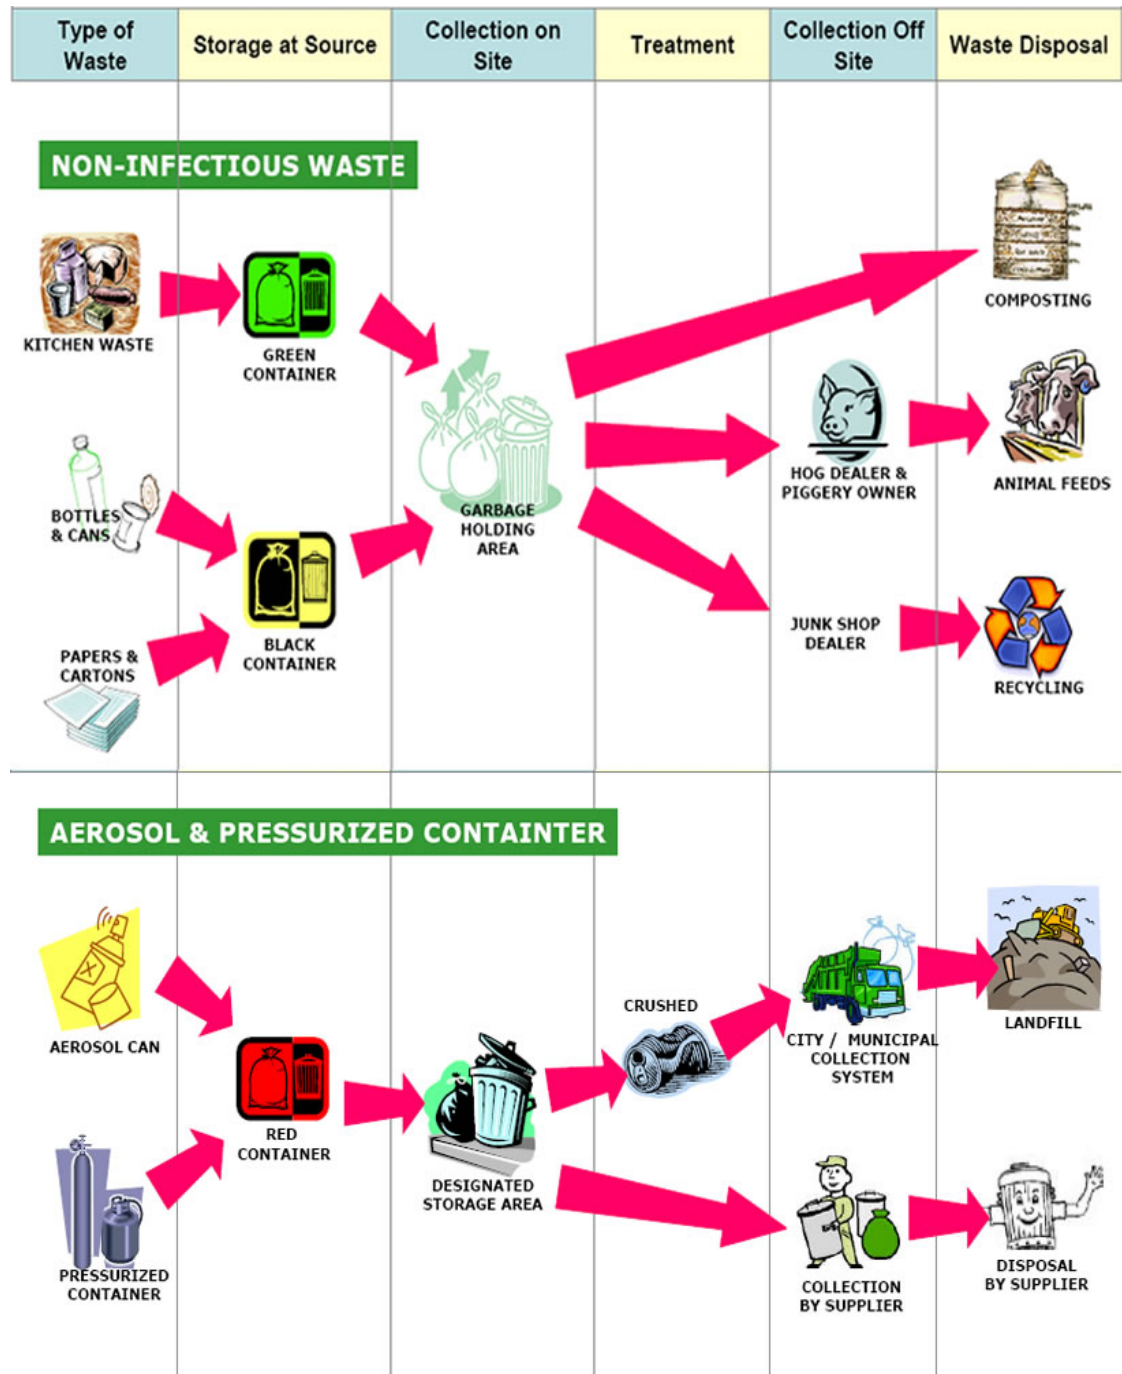 Type of
Waste
Storage at Source
Collection on
Site
Treatment
Collection Off
Site
Waste Disposal
NON-INFECTIOUS WASTE
KITCHEN WASTE
GREEN
CONTAINER
COMPOSTING
HOG DEALER &
PIGGERY OWNER
ANIMAL FEEDS
BOTTLES
& CANS
GARBAGE
HOLDING
AREA
BLACK
CONTAINER
PAPERS &
CARTONS
JUNK SHOP
DEALER
RECYCLING
AEROSOL & PRESSURIZED CONTAINTER
AEROSOL CAN
RED
CONTAINER
DESIGNATED
STORAGE AREA
CRUSHED
CITY / MUNICIPAL
COLLECTION
SYSTEM
LANDFILL
PRESSURIZED
CONTAINER
COLLECTION
BY SUPPLIER
DISPOSAL
BY SUPPLIER